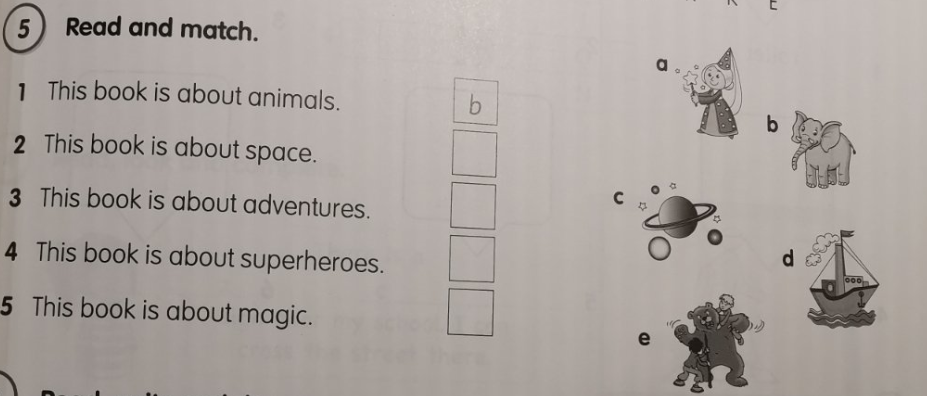 E
5 Read and match.
1 This book is about animals. b
2 This book is about space.
3 This book is about adventures.
4 This book is about superheroes.
5 This book is about magic.
a
b
c
d
e